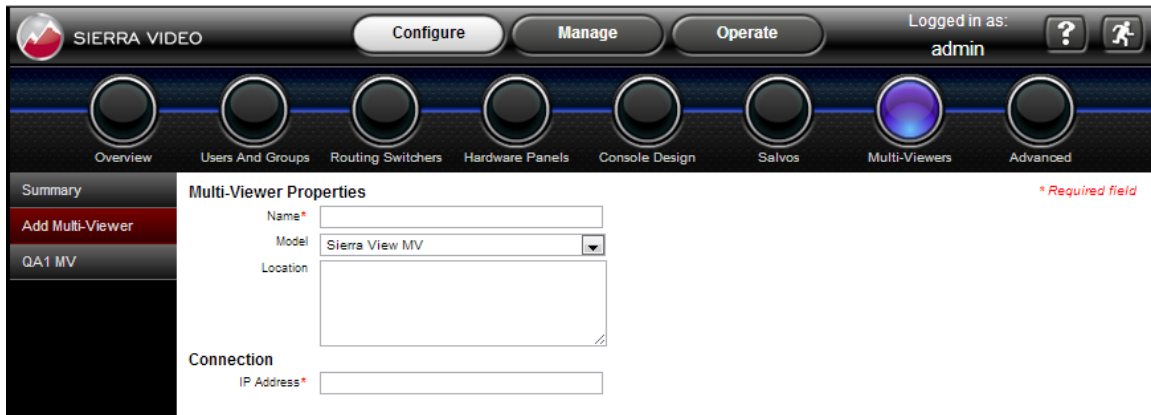 SIERRA VIDEO
Configure
Manage
Operate
Logged in as:
admin
?
Overview
Users And Groups
Routing Switchers
Hardware Panels
Console Design
Salvos
Multi-Viewers
Advanced
Summary
Add Multi-Viewer
QA1 MV
Multi-Viewer Properties
* Required field
Name*
Model
Sierra View MV
Location
Connection
IP Address*